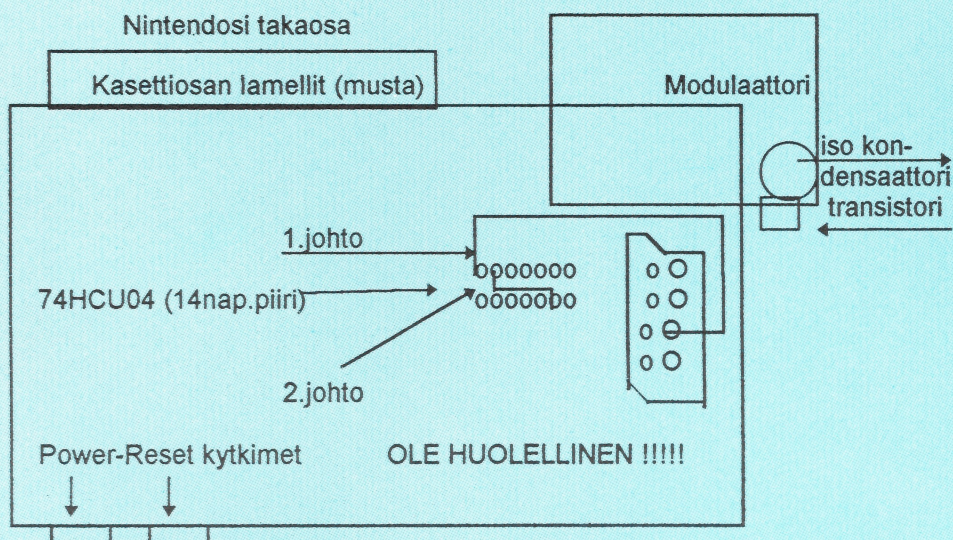 Nintendosi takaosa
Kasettiosan lamellit (musta)
Modulaattori
iso kon-
densaattori
transistori
1.johto
74HCU04 (14nap.piiri)
2.johto
Power-Reset kytkimet
OLE HUOLELLINEN !!!!!